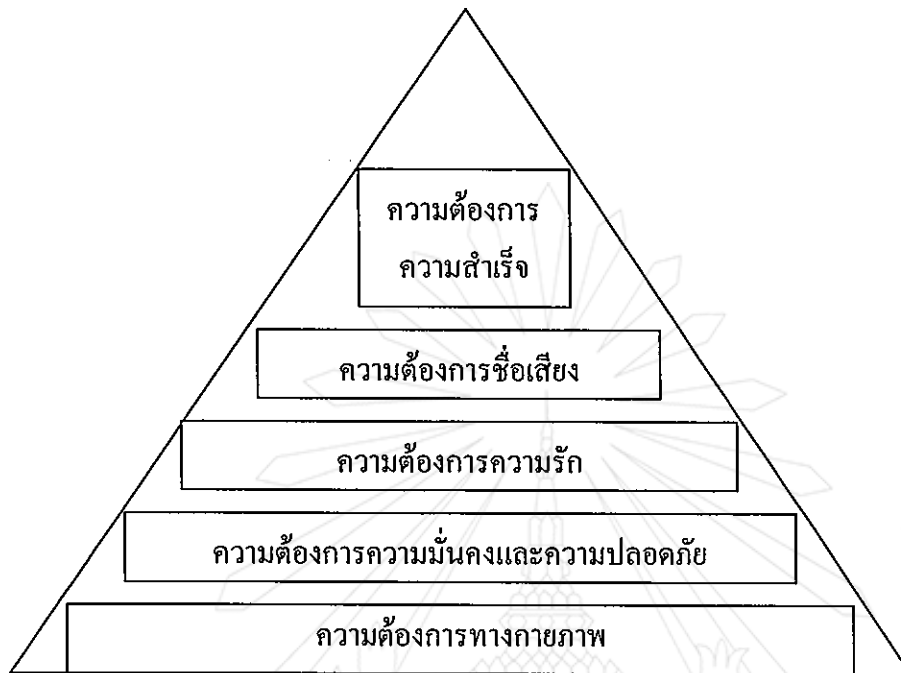 ความต้องการ
ความสำเร็จ
ความต้องการชื่อเสียง
ความต้องการความรัก
ความต้องการความมั่นคงและความปลอดภัย
ความต้องการทางกายภาพ